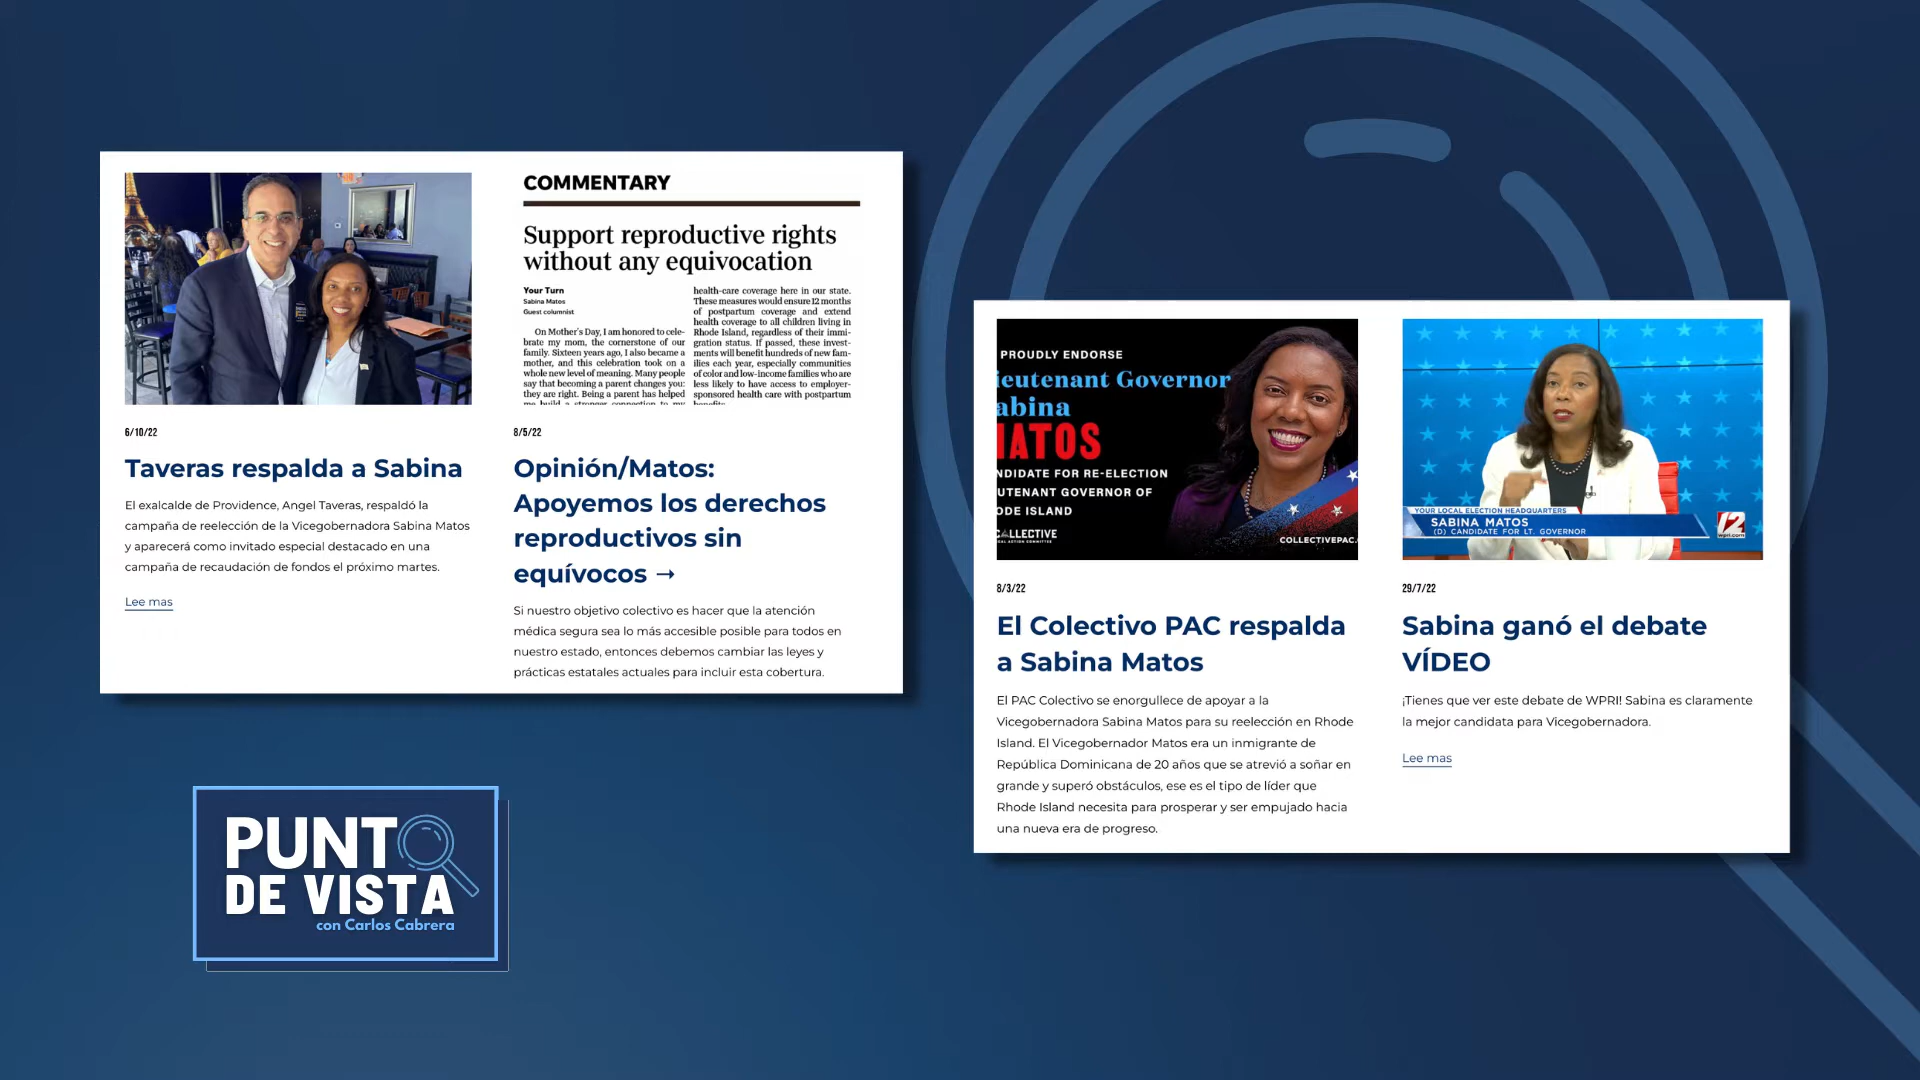 COMMENTARY
Support reproductive rights
without any equivocation
Your Turn
Sabina Matos
Guest columnist
On Mother's Day, I am honored to cele-
brate my mom, the cornerstone of our
family. Sixteen years ago, I also became a
mother, and this celebration took on a
whole new level of meaning. Many people
say that becoming a parent changes you:
they are right. Being a parent has helped
me build a stronger connection to my
health-care coverage here in our state.
These measures would ensure 12 months
of postpartum coverage and extend
health coverage to all children living in
Rhode Island, regardless of their immi-
gration status. If passed, these invest-
ments will benefit hundreds of new fam-
ilies each year, especially communities
of color and low-income families who are
less likely to have access to employer-
sponsored health care with postpartum
benefits.
6/10/22
Taveras respalda a Sabina
El exalcalde de Providence, Angel Taveras, respaldó la
campaña de reelección de la Vicegobernadora Sabina Matos
y aparecerá como invitado especial destacado en una
campaña de recaudación de fondos el próximo martes.
Lee mas
8/5/22
Opinión/Matos:
Apoyemos los derechos
reproductivos sin
equívocos →
Si nuestro objetivo colectivo es hacer que la atención
médica segura sea lo más accesible posible para todos en
nuestro estado, entonces debemos cambiar las leyes y
prácticas estatales actuales para incluir esta cobertura.
PROUDLY ENDORSE
ieutenant Governor
abina
MATOS
NDIDATE FOR RE-ELECTION
UTENANT GOVERNOR OF
ODE ISLAND
COLLECTIVEPAC.
8/3/22
El Colectivo PAC respalda
a Sabina Matos
El PAC Colectivo se enorgullece de apoyar a la
Vicegobernadora Sabina Matos para su reelección en Rhode
Island. El Vicegobernador Matos era un inmigrante de
República Dominicana de 20 años que se atrevió a soñar en
grande y superó obstáculos, ese es el tipo de líder que
Rhode Island necesita para prosperar y ser empujado hacia
una nueva era de progreso.
YOUR LOCAL ELECTION HEADQUARTERS
SABINA MATOS
(D) CANDIDATE FOR LT. GOVERNOR
12
wpri.com
29/7/22
Sabina ganó el debate
VÍDEO
¡Tienes que ver este debate de WPRI! Sabina es claramente
la mejor candidata para Vicegobernadora.
Lee mas
PUNTO
DE VISTA
con Carlos Cabrera